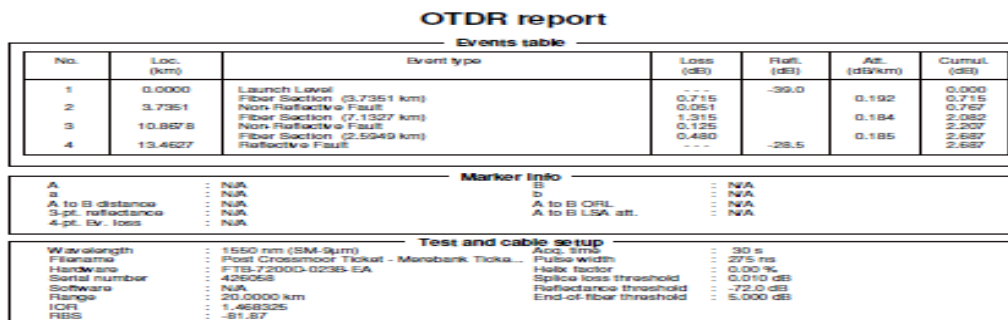 OTDR report
Events table
No. Loc. (km) Event type Loss (dB) Refl. (dB) Att. (dB/km) Cumul. (dB)
1 0.0000 Launch Level - - - -39.0 0.000
Fiber Section (3.7351 km) 0.715 0.192 0.715
2 3.7351 Non-Reflective Fault 0.051 0.767
Fiber Section (7.1327 km) 1.315 0.184 2.082
3 10.8678 Non-Reflective Fault 0.125 2.207
Fiber Section (2.5949 km) 0.480 0.185 2.687
4 13.4627 Reflective Fault - - - -28.5 2.687
Marker Info
A : N/A B : N/A
a : N/A b : N/A
A to B distance : N/A A to B ORL : N/A
3-pt. reflectance : N/A A to B LSA att. : N/A
4-pt. Ev. loss : N/A
Test and cable setup
Wavelength : 1550 nm (SM-9µm) Acq. time : 30 s
Filename : Post Crossmoor Ticket - Merebank Ticke... Pulse width : 275 ns
Hardware : FTB-7200D-023B-EA Helix factor : 0.00 %
Serial number : 426058 Splice loss threshold : 0.010 dB
Software : N/A Reflectance threshold : -72.0 dB
Range : 20.0000 km End-of-fiber threshold : 5.000 dB
IOR : 1.468325
RBS : -81.87